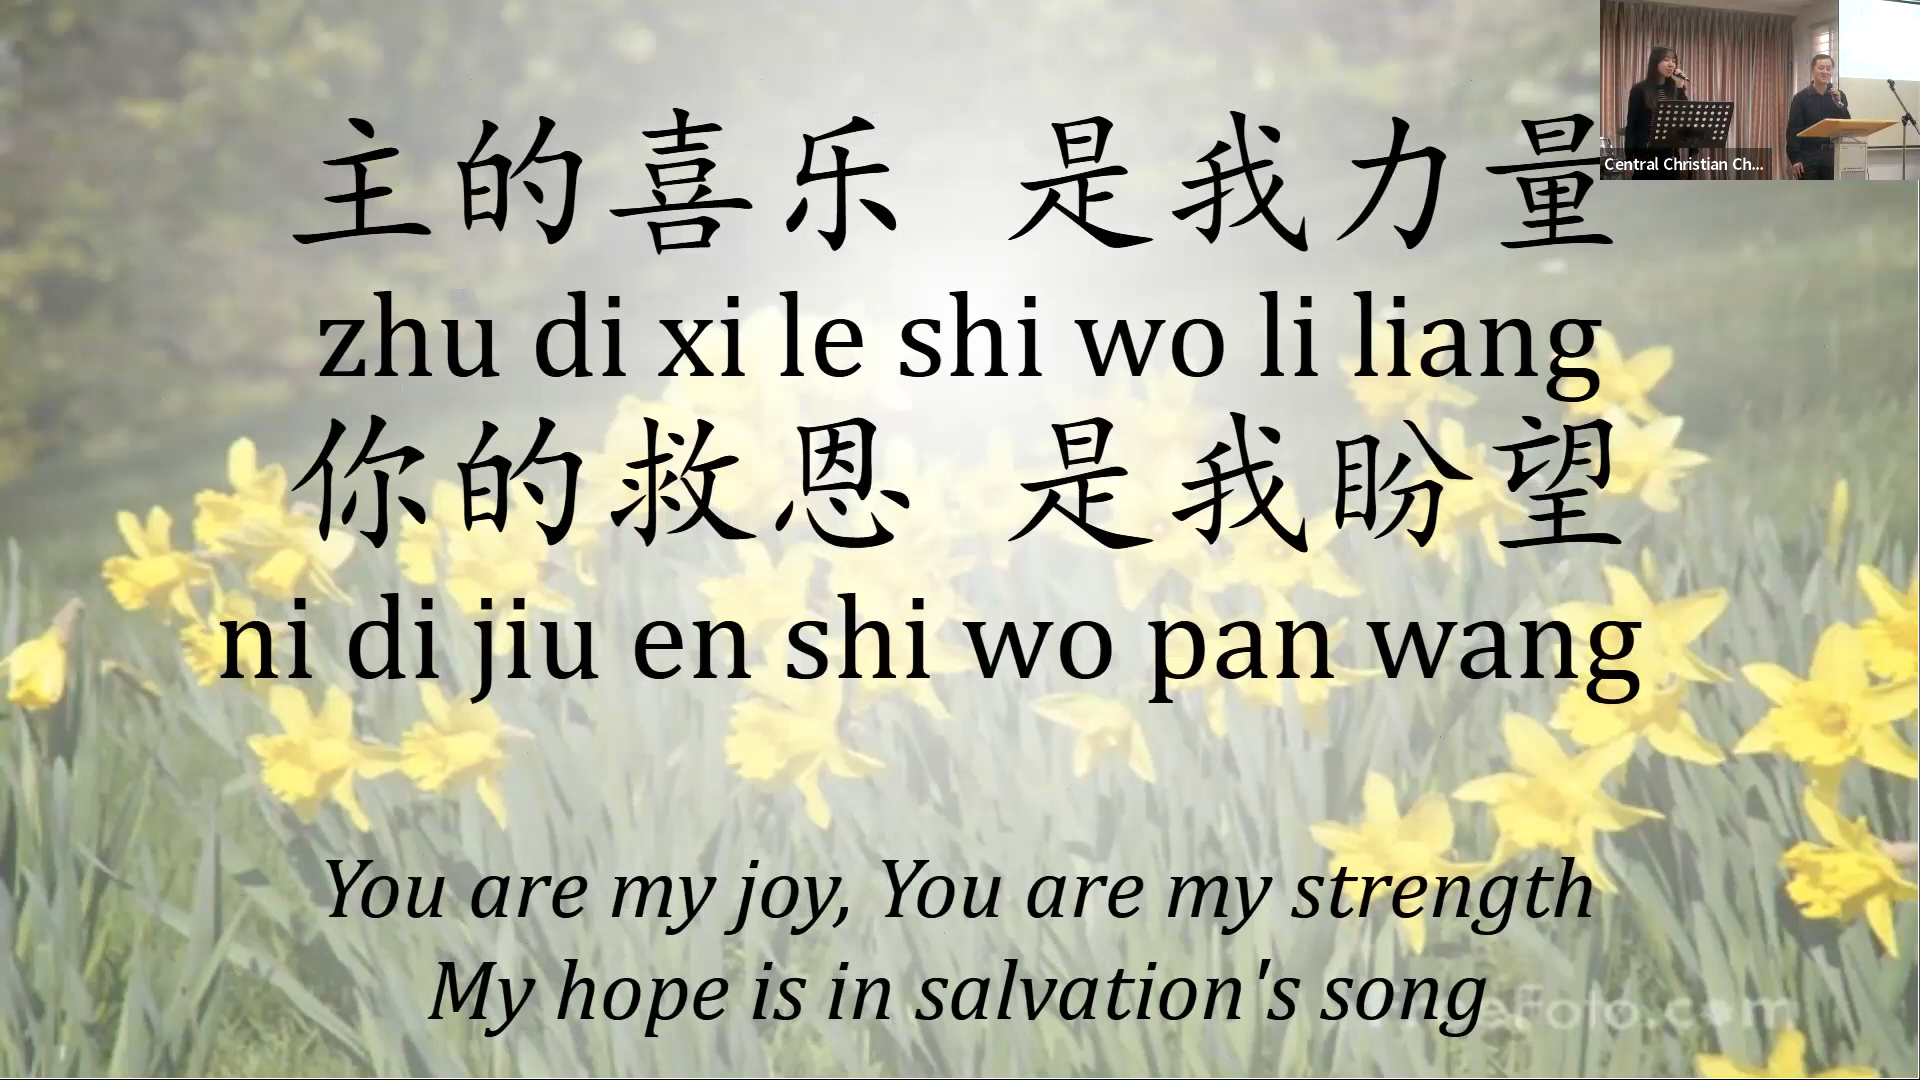 主的喜乐 是我力量
zhu di xi le shi wo li liang
你的救恩 是我盼望
ni di jiu en shi wo pan wang
You are my joy, You are my strength
My hope is in salvation's song
Central Christian Ch...